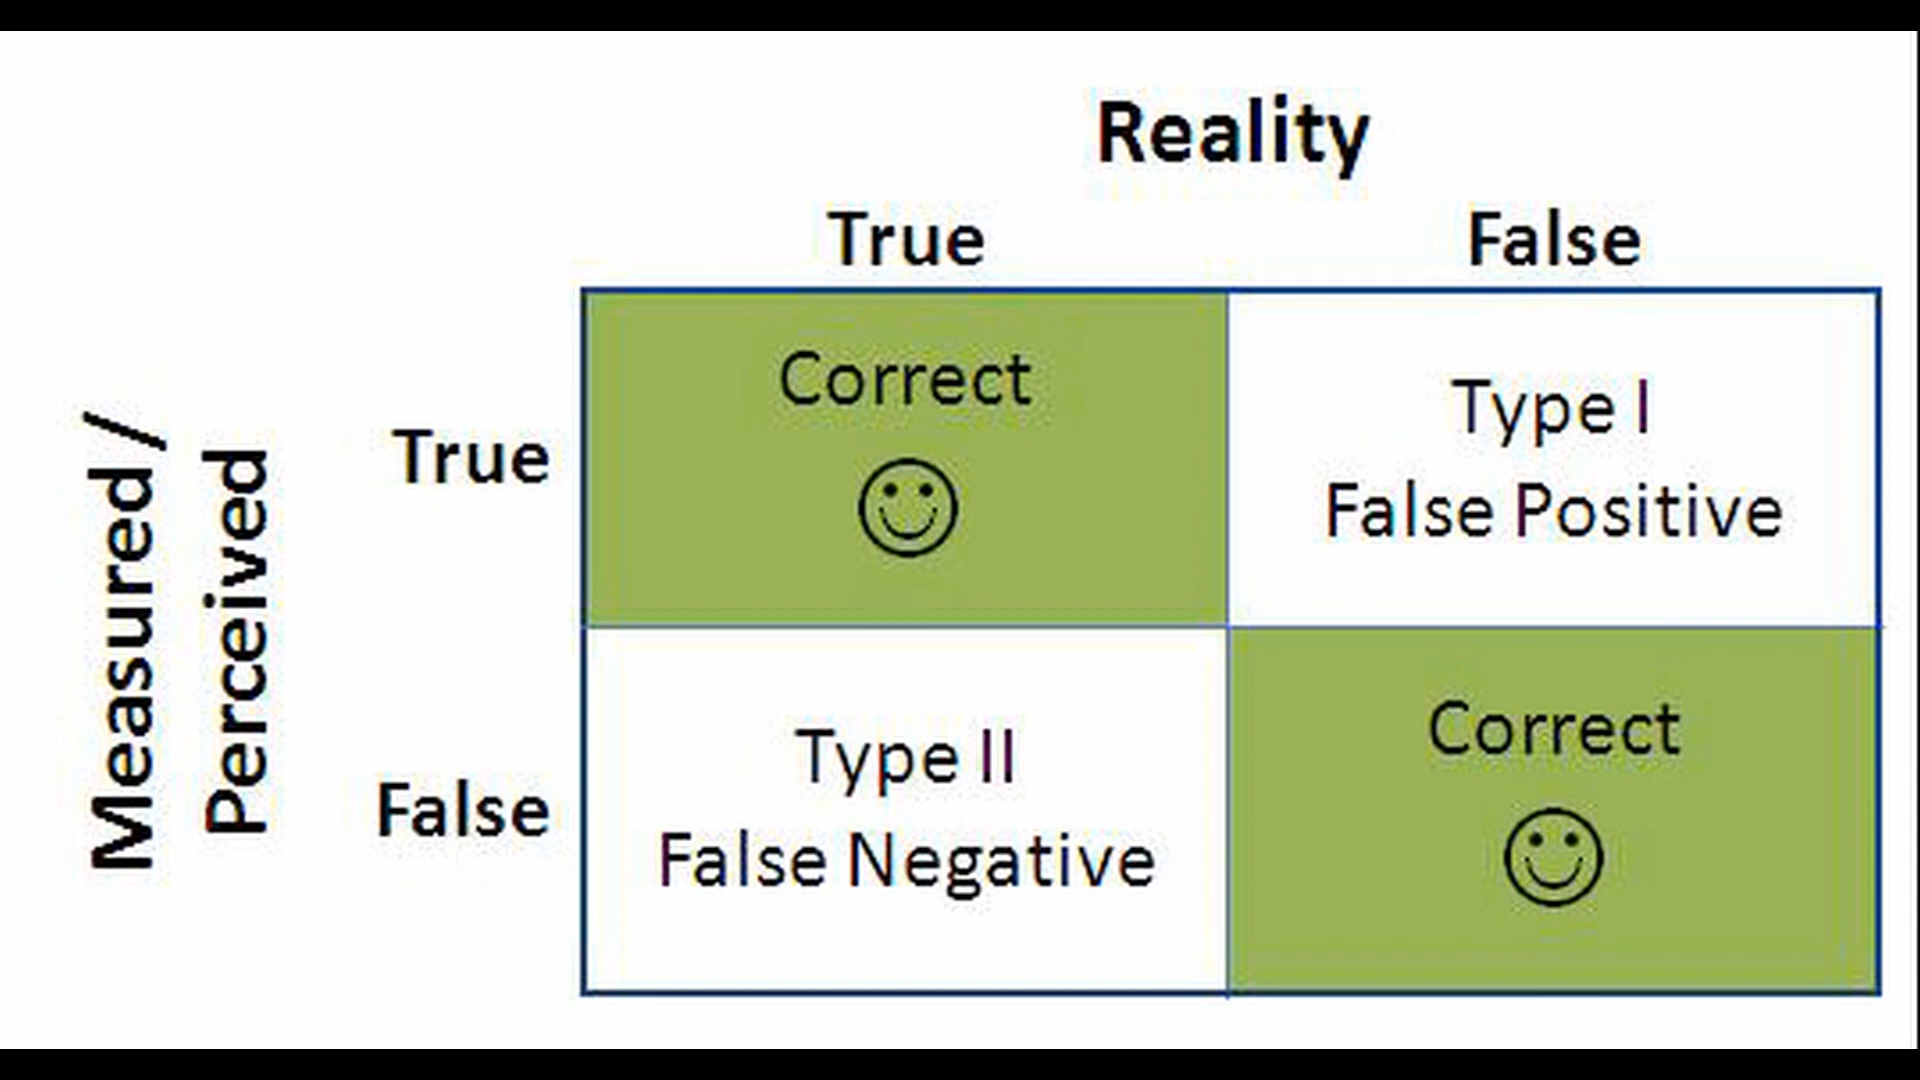 Reality
True
False
Measured /
Perceived
True
Correct
Type I
False Positive
False
Type II
False Negative
Correct